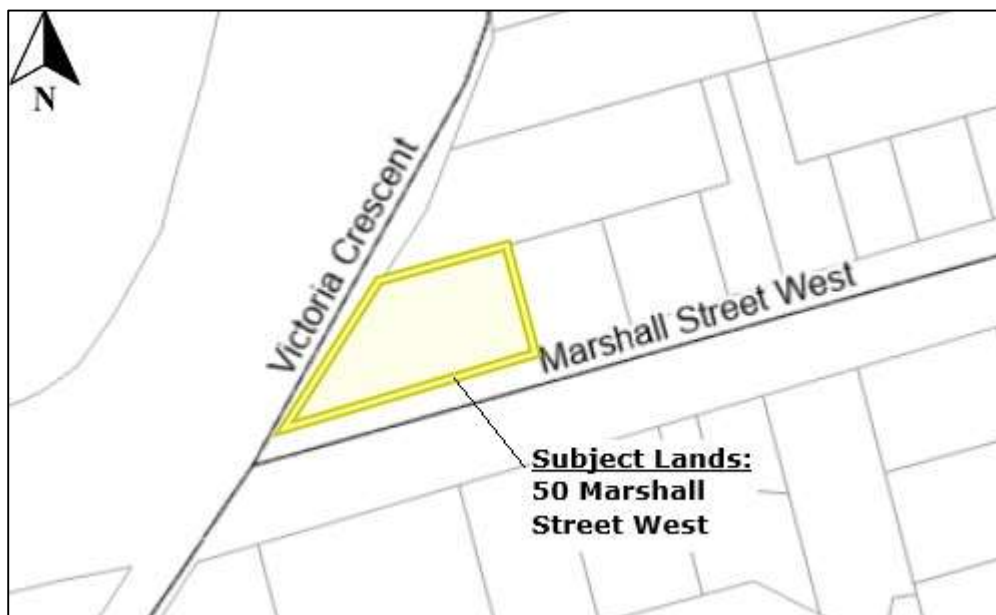 N
Victoria Crescent
Marshall Street West
Subject Lands:
50 Marshall
Street West